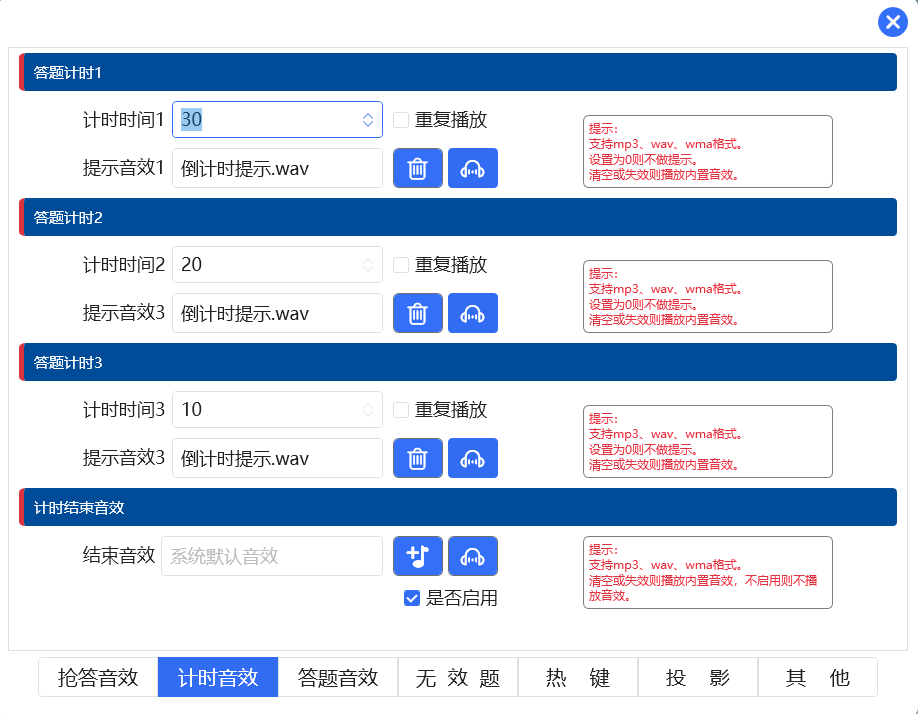 答题计时1
计时时间1 30 重复播放
提示音效1 倒计时提示.wav
提示:
支持mp3、wav、wma格式。
设置为0则不做提示。
清空或失效则播放内置音效。
答题计时2
计时时间2 20 重复播放
提示音效3 倒计时提示.wav
提示:
支持mp3、wav、wma格式。
设置为0则不做提示。
清空或失效则播放内置音效。
答题计时3
计时时间3 10 重复播放
提示音效3 倒计时提示.wav
提示:
支持mp3、wav、wma格式。
设置为0则不做提示。
清空或失效则播放内置音效。
计时结束音效
结束音效 系统默认音效
是否启用
提示:
支持mp3、wav、wma格式。
清空或失效则播放内置音效，不启用则不播
放音效。
抢答音效 计时音效 答题音效 无效题 热键 投影 其他